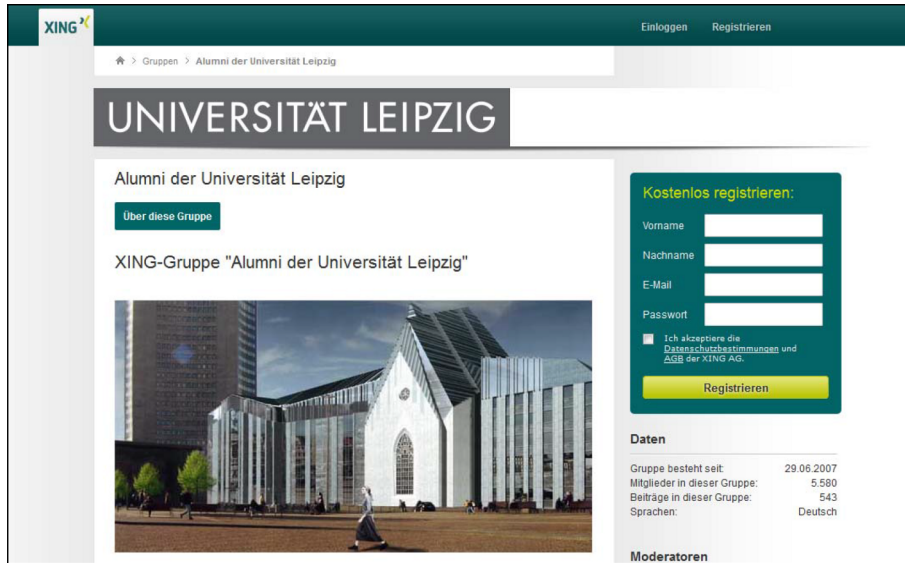 XING
Einloggen Registrieren
> Gruppen > Alumni der Universität Leipzig
UNIVERSITÄT LEIPZIG
Alumni der Universität Leipzig
Über diese Gruppe
XING-Gruppe "Alumni der Universität Leipzig"
Kostenlos registrieren:
Vorname
Nachname
E-Mail
Passwort
Ich akzeptiere die
Datenschutzbestimmungen und
AGB der XING AG.
Registrieren
Daten
Gruppe besteht seit: 29.06.2007
Mitglieder in dieser Gruppe: 5.580
Beiträge in dieser Gruppe: 543
Sprachen: Deutsch
Moderatoren